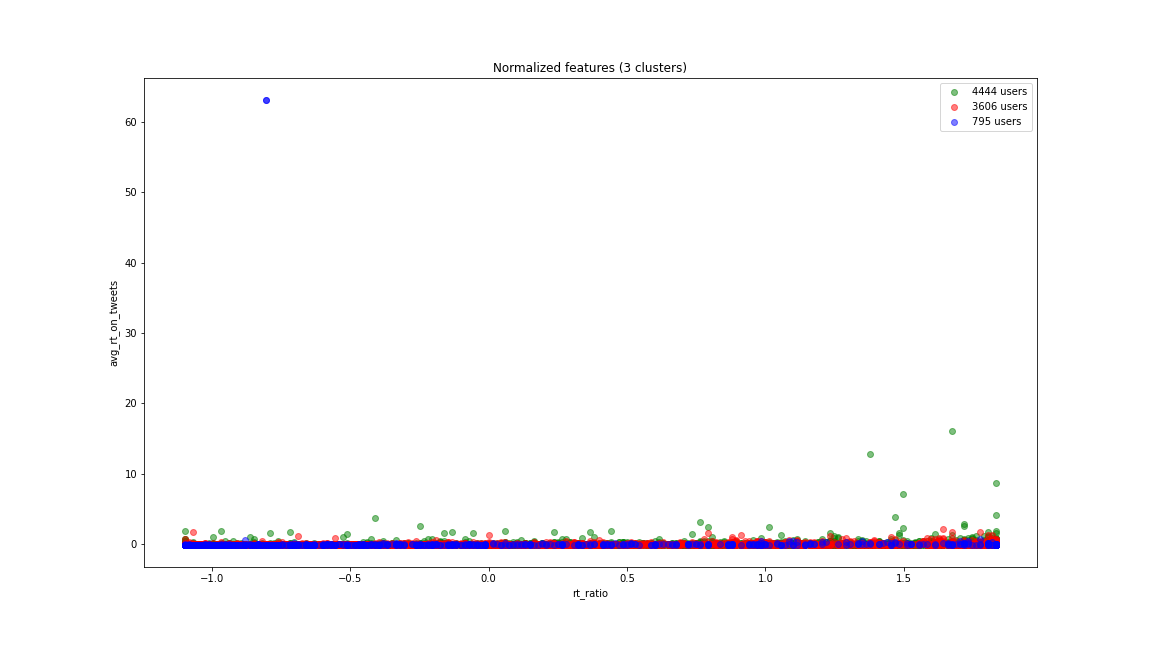 Normalized features (3 clusters)
4444 users
3606 users
795 users
avg_rt_on_tweets
60
50
40
30
20
10
0
−1.0 −0.5 0.0 0.5 1.0 1.5
rt_ratio